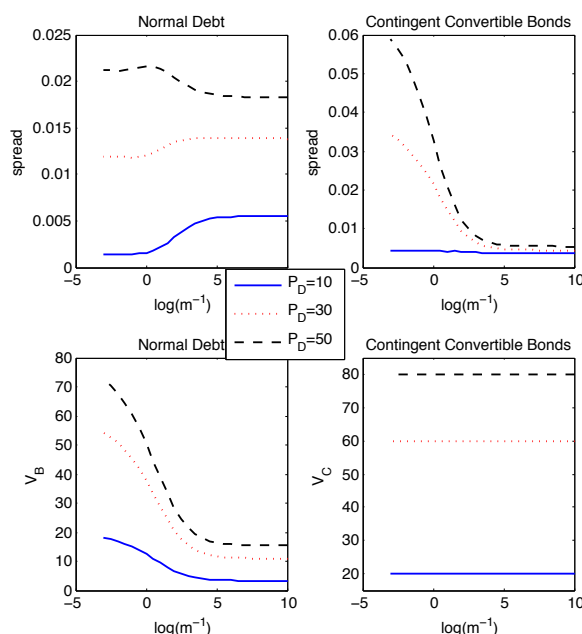 Normal Debt
0.025
0.02
0.015
0.01
0.005
0
spread
−5 0 5 10
log(m⁻¹)
Contingent Convertible Bonds
0.06
0.05
0.04
0.03
0.02
0.01
0
spread
−5 0 5 10
log(m⁻¹)
P_D=10
P_D=30
P_D=50
Normal Debt
80
70
60
50
40
30
20
10
0
V_B
−5 0 5 10
log(m⁻¹)
Contingent Convertible Bonds
80
70
60
50
40
30
20
V_C
−5 0 5 10
log(m⁻¹)